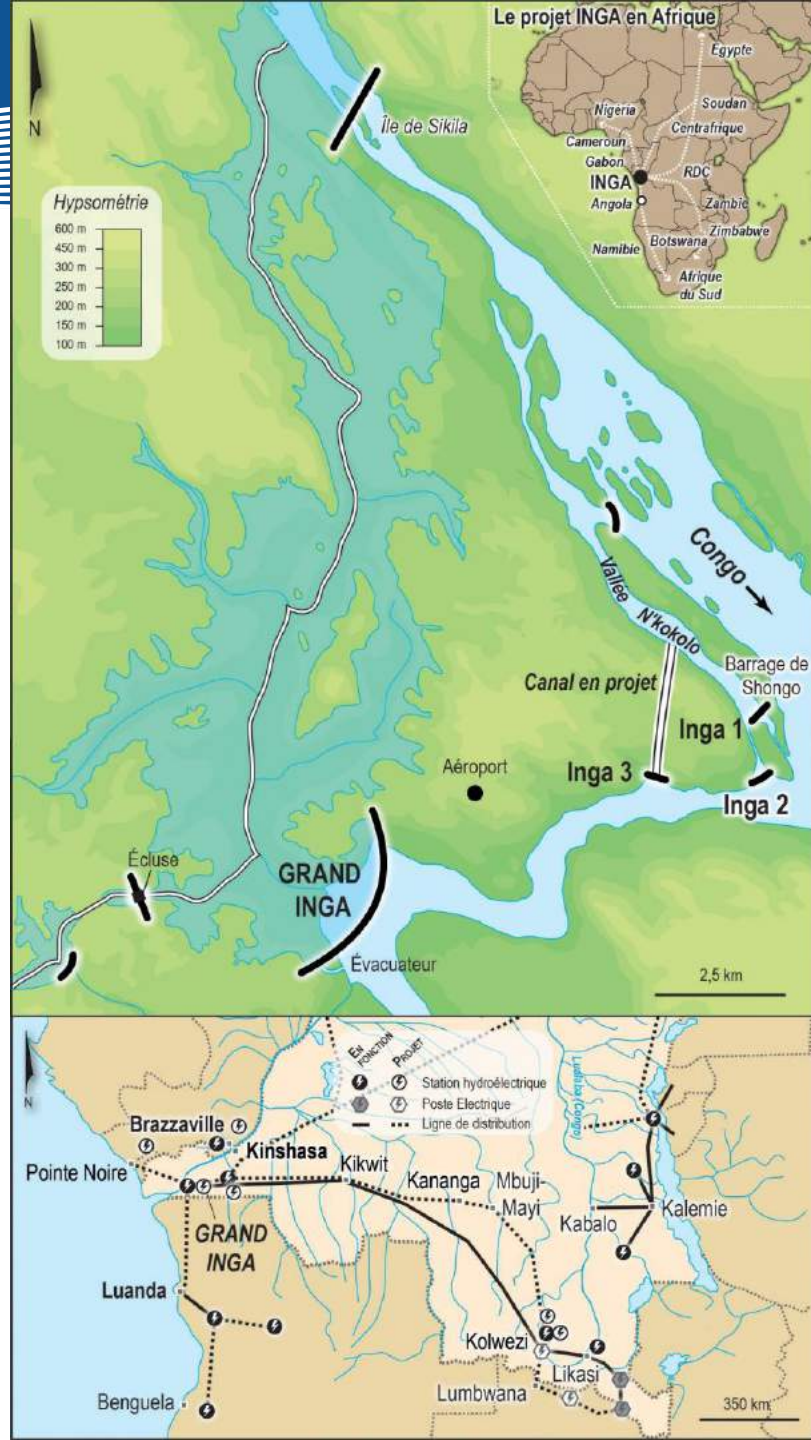 Le projet INGA en Afrique
Egypte
Nigéria
Soudan
Cameroun
Centrafrique
Gabon
RDC
INGA
Angola
Zambie
Zimbabwe
Botswana
Namibie
Afrique
du Sud
N
Île de Sikila
Hypsométrie
600 m
450 m
300 m
250 m
200 m
150 m
100 m
Congo
Vallée N'kokolo
Barrage de
Shongo
Canal en projet
Inga 1
Inga 3
Inga 2
Aéroport
Écluse
GRAND
INGA
Évacuateur
2,5 km
N
EN FONCTION
PROJET
Station hydroélectrique
Poste Electrique
Ligne de distribution
Lualaba (Congo)
Brazzaville
Kinshasa
Pointe Noire
Kikwit
Kananga
Mbuji-
Mayi
Kabalo
Kalemie
GRAND
INGA
Luanda
Kolwezi
Likasi
Lumbwana
Benguela
350 km